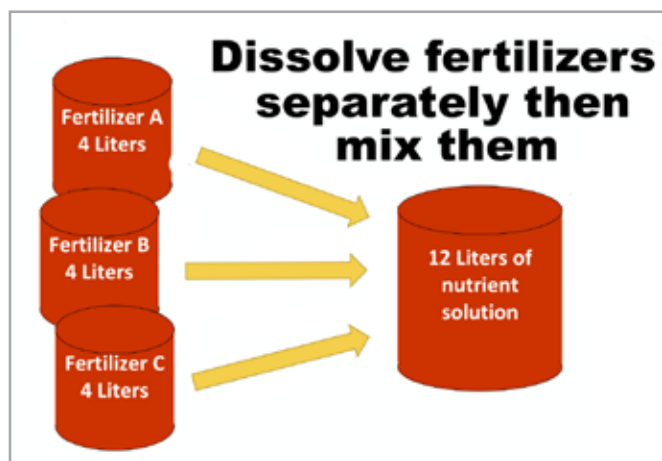 Dissolve fertilizers
separately then
mix them
Fertilizer A
4 Liters
Fertilizer B
4 Liters
Fertilizer C
4 Liters
12 Liters of
nutrient
solution